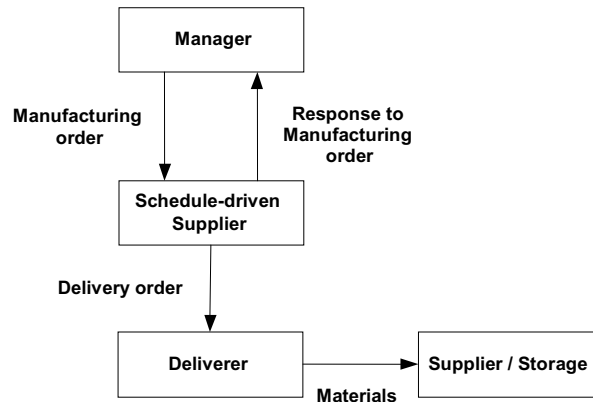 Manager
Manufacturing
order
Response to
Manufacturing
order
Schedule-driven
Supplier
Delivery order
Deliverer
Supplier / Storage
Materials